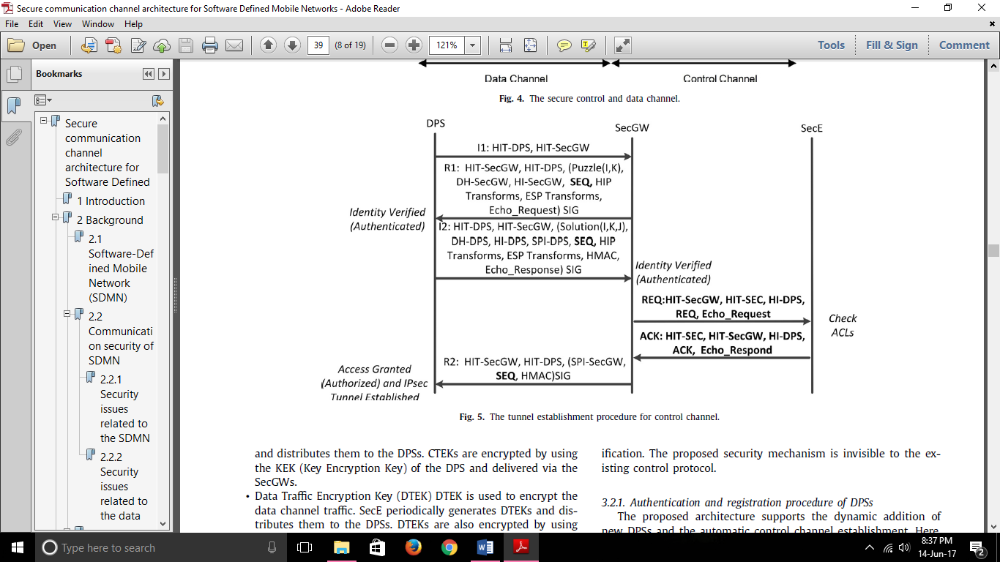 Secure communication channel architecture for Software Defined Mobile Networks - Adobe Reader
File Edit View Window Help
Open
39 (8 of 19)
121%
Tools Fill & Sign Comment
Bookmarks
Secure
communication
channel
architecture for
Software Defined
1 Introduction
2 Background
2.1
Software-Def
ined Mobile
Network
(SDMN)
2.2
Communicati
on security of
SDMN
2.2.1
Security
issues
related to
the SDMN
2.2.2
Security
issues
related to
the data
Data Channel Control Channel
Fig. 4. The secure control and data channel.
DPS SecGW SecE
I1: HIT-DPS, HIT-SecGW
R1: HIT-SecGW, HIT-DPS, (Puzzle(I,K),
DH-SecGW, HI-SecGW, SEQ, HIP
Transforms, ESP Transforms,
Echo_Request) SIG
Identity Verified
(Authenticated)
I2: HIT-DPS, HIT-SecGW, (Solution(I,K,J),
DH-DPS, HI-DPS, SPI-DPS, SEQ, HIP
Transforms, ESP Transforms, HMAC,
Echo_Response) SIG
Identity Verified
(Authenticated)
REQ:HIT-SecGW, HIT-SEC, HI-DPS,
REQ, Echo_Request
Check
ACLs
ACK: HIT-SEC, HIT-SecGW, HI-DPS,
ACK, Echo_Respond
R2: HIT-SecGW, HIT-DPS, (SPI-SecGW,
SEQ, HMAC)SIG
Access Granted
(Authorized) and IPsec
Tunnel Established
Fig. 5. The tunnel establishment procedure for control channel.
and distributes them to the DPSs. CTEKs are encrypted by using
the KEK (Key Encryption Key) of the DPS and delivered via the
SecGWs.
• Data Traffic Encryption Key (DTEK) DTEK is used to encrypt the
data channel traffic. SecE periodically generates DTEKs and dis-
tributes them to the DPSs. DTEKs are also encrypted by using
ification. The proposed security mechanism is invisible to the ex-
isting control protocol.
3.2.1. Authentication and registration procedure of DPSs
The proposed architecture supports the dynamic addition of
new DPSs and the automatic control channel establishment. Here,
Type here to search
8:37 PM
14-Jun-17
2